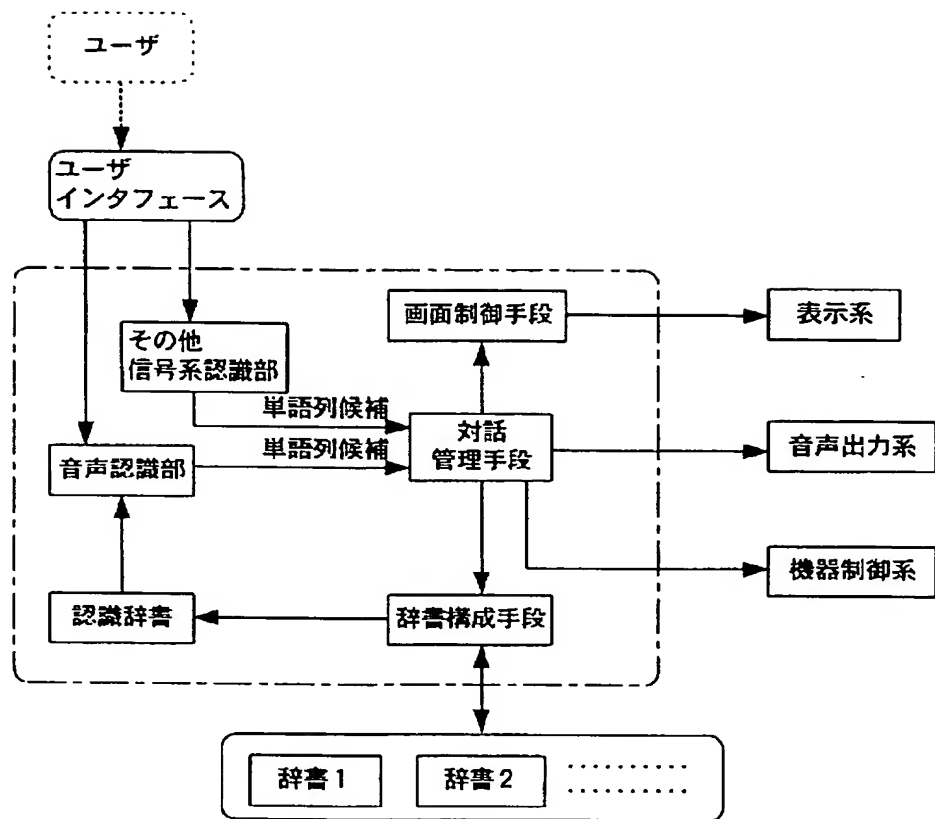 ユーザ
ユーザ
インタフェース
その他
信号系認識部
画面制御手段
表示系
単語列候補
単語列候補
対話
管理手段
音声出力系
音声認識部
機器制御系
認識辞書
辞書構成手段
辞書1
辞書2